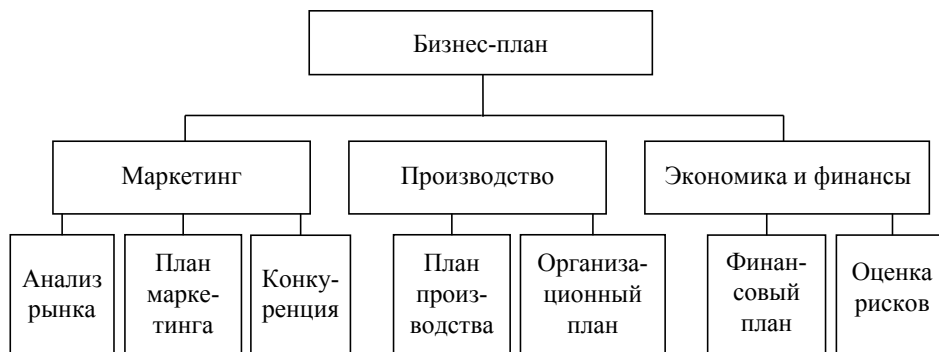 Бизнес-план
Маркетинг
Производство
Экономика и финансы
Анализ
рынка
План
марке-
тинга
Конку-
ренция
План
произ-
водства
Организа-
ционный
план
Финан-
совый
план
Оценка
рисков